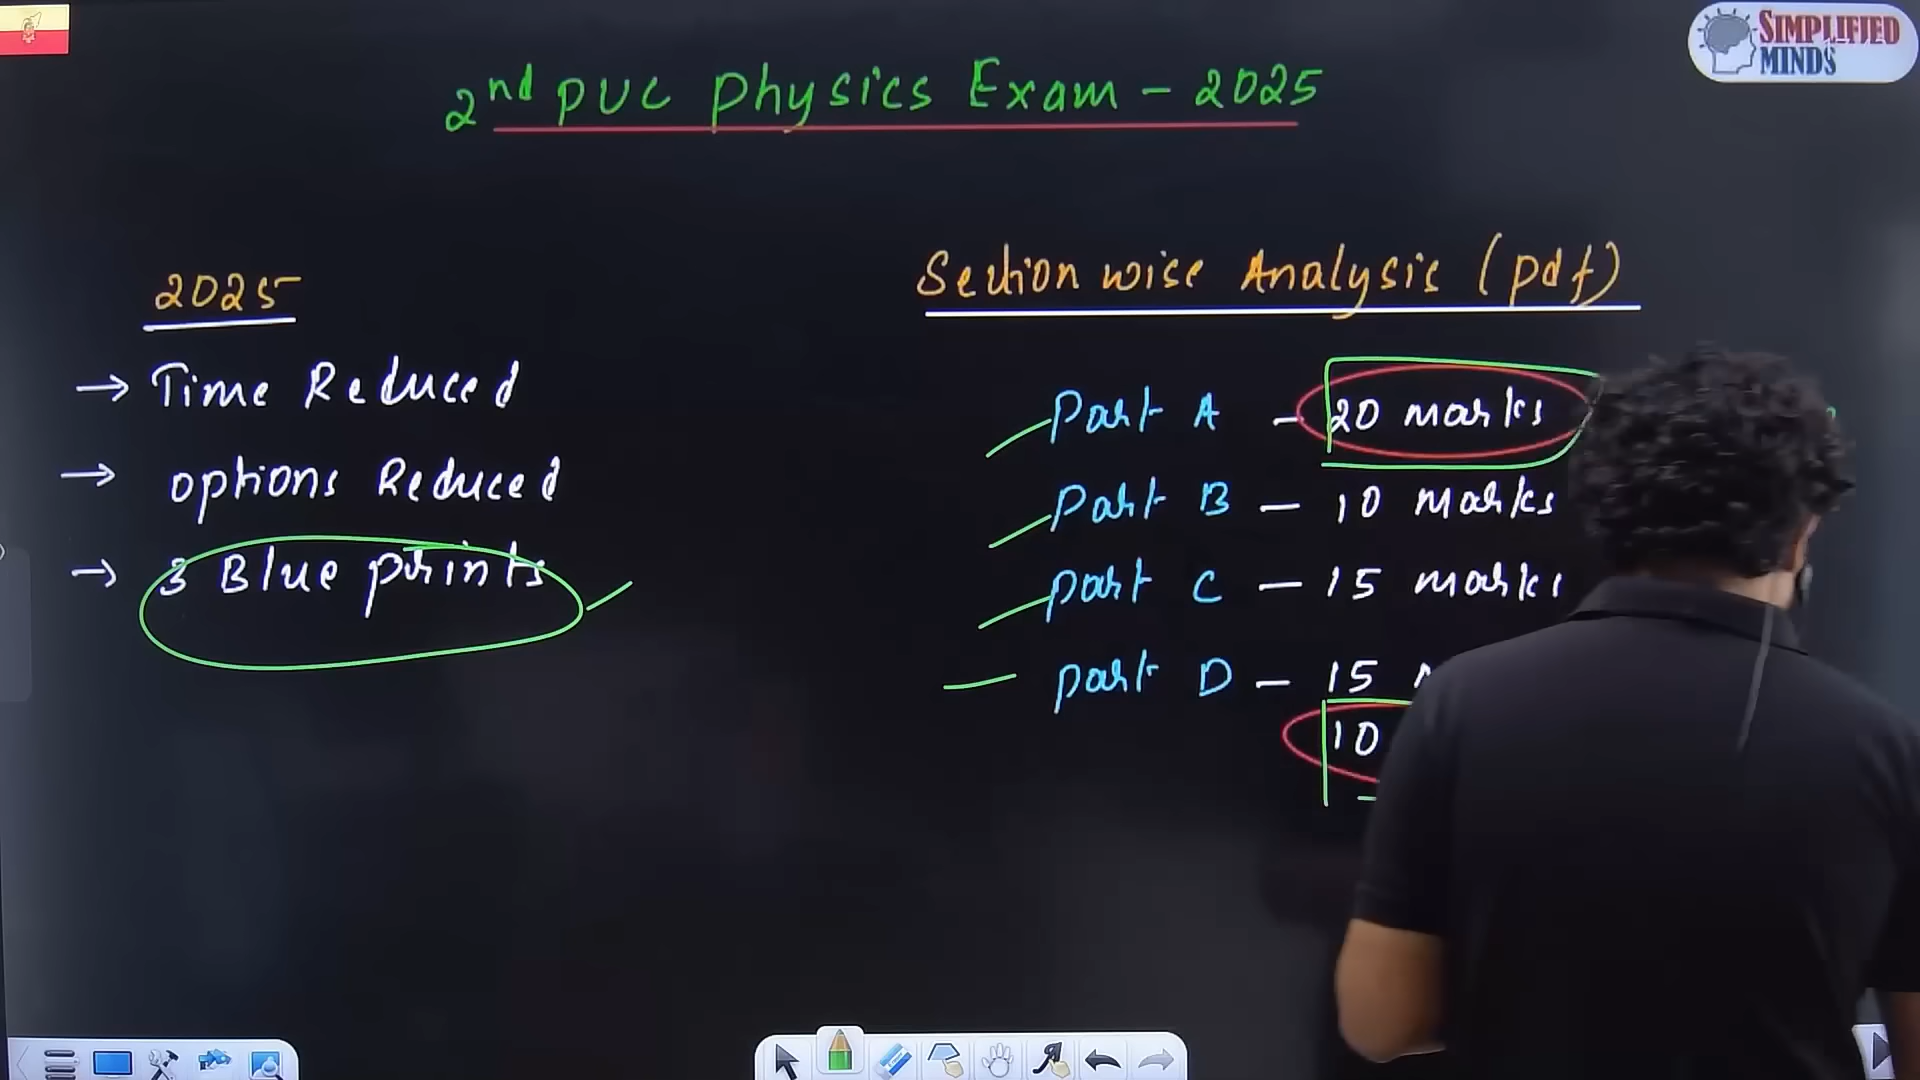 SIMPLIFIED
MINDS
2nd PUC Physics Exam - 2025
2025
→ Time Reduced
→ options Reduced
→ 3 Blue prints
Section wise Analysis (pdf)
Part A - 20 marks
Part B - 10 marks
Part C - 15 marks
Part D - 15
10